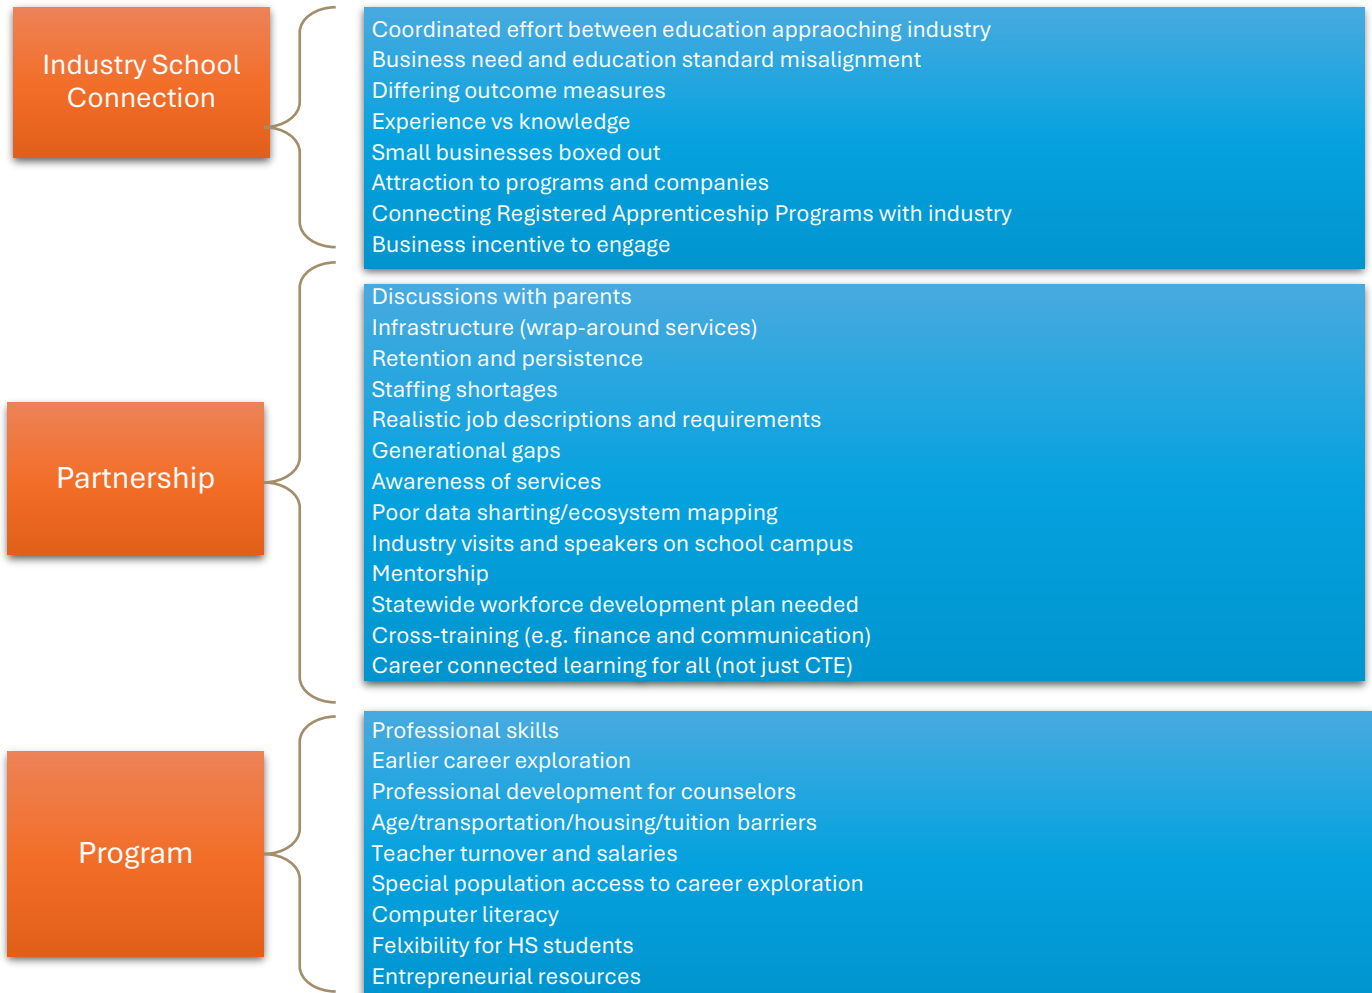 Industry School
Connection
Coordinated effort between education appraoching industry
Business need and education standard misalignment
Differing outcome measures
Experience vs knowledge
Small businesses boxed out
Attraction to programs and companies
Connecting Registered Apprenticeship Programs with industry
Business incentive to engage
Partnership
Discussions with parents
Infrastructure (wrap-around services)
Retention and persistence
Staffing shortages
Realistic job descriptions and requirements
Generational gaps
Awareness of services
Poor data sharting/ecosystem mapping
Industry visits and speakers on school campus
Mentorship
Statewide workforce development plan needed
Cross-training (e.g. finance and communication)
Career connected learning for all (not just CTE)
Program
Professional skills
Earlier career exploration
Professional development for counselors
Age/transportation/housing/tuition barriers
Teacher turnover and salaries
Special population access to career exploration
Computer literacy
Felxibility for HS students
Entrepreneurial resources